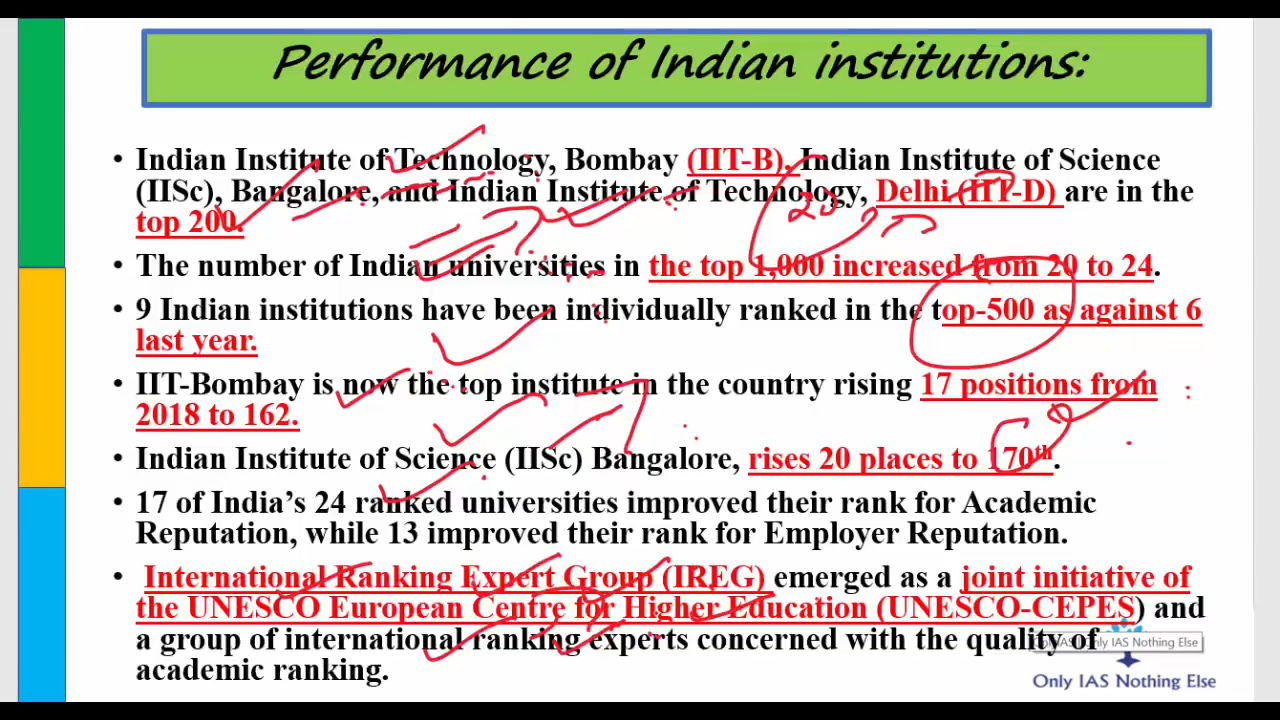 Performance of Indian institutions:
• Indian Institute of Technology, Bombay (IIT-B), Indian Institute of Science
(IISc), Bangalore, and Indian Institute of Technology, Delhi (IIT-D) are in the
top 200.
• The number of Indian universities in the top 1,000 increased from 20 to 24.
• 9 Indian institutions have been individually ranked in the top-500 as against 6
last year.
• IIT-Bombay is now the top institute in the country rising 17 positions from
2018 to 162.
• Indian Institute of Science (IISc) Bangalore, rises 20 places to 170th.
• 17 of India's 24 ranked universities improved their rank for Academic
Reputation, while 13 improved their rank for Employer Reputation.
• International Ranking Expert Group (IREG) emerged as a joint initiative of
the UNESCO European Centre for Higher Education (UNESCO-CEPES) and
a group of international ranking experts concerned with the quality of
academic ranking.
Only IAS Nothing Else
Only IAS Nothing Else